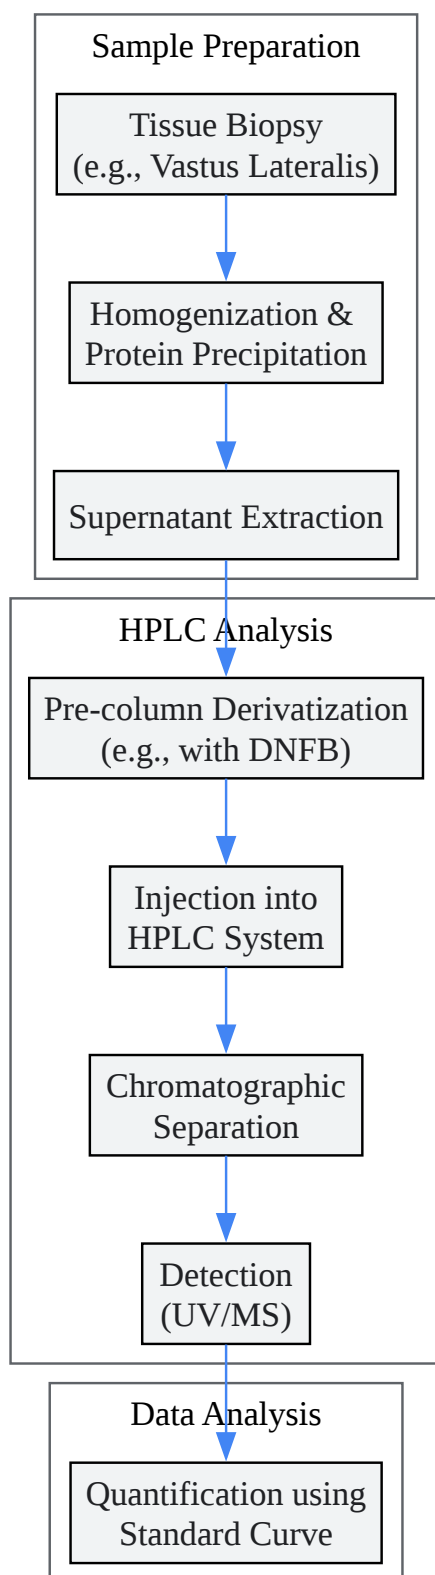 Sample Preparation
Tissue Biopsy
(e.g., Vastus Lateralis)
Homogenization &
Protein Precipitation
Supernatant Extraction
HPLC Analysis
Pre-column Derivatization
(e.g., with DNFB)
Injection into
HPLC System
Chromatographic
Separation
Detection
(UV/MS)
Data Analysis
Quantification using
Standard Curve